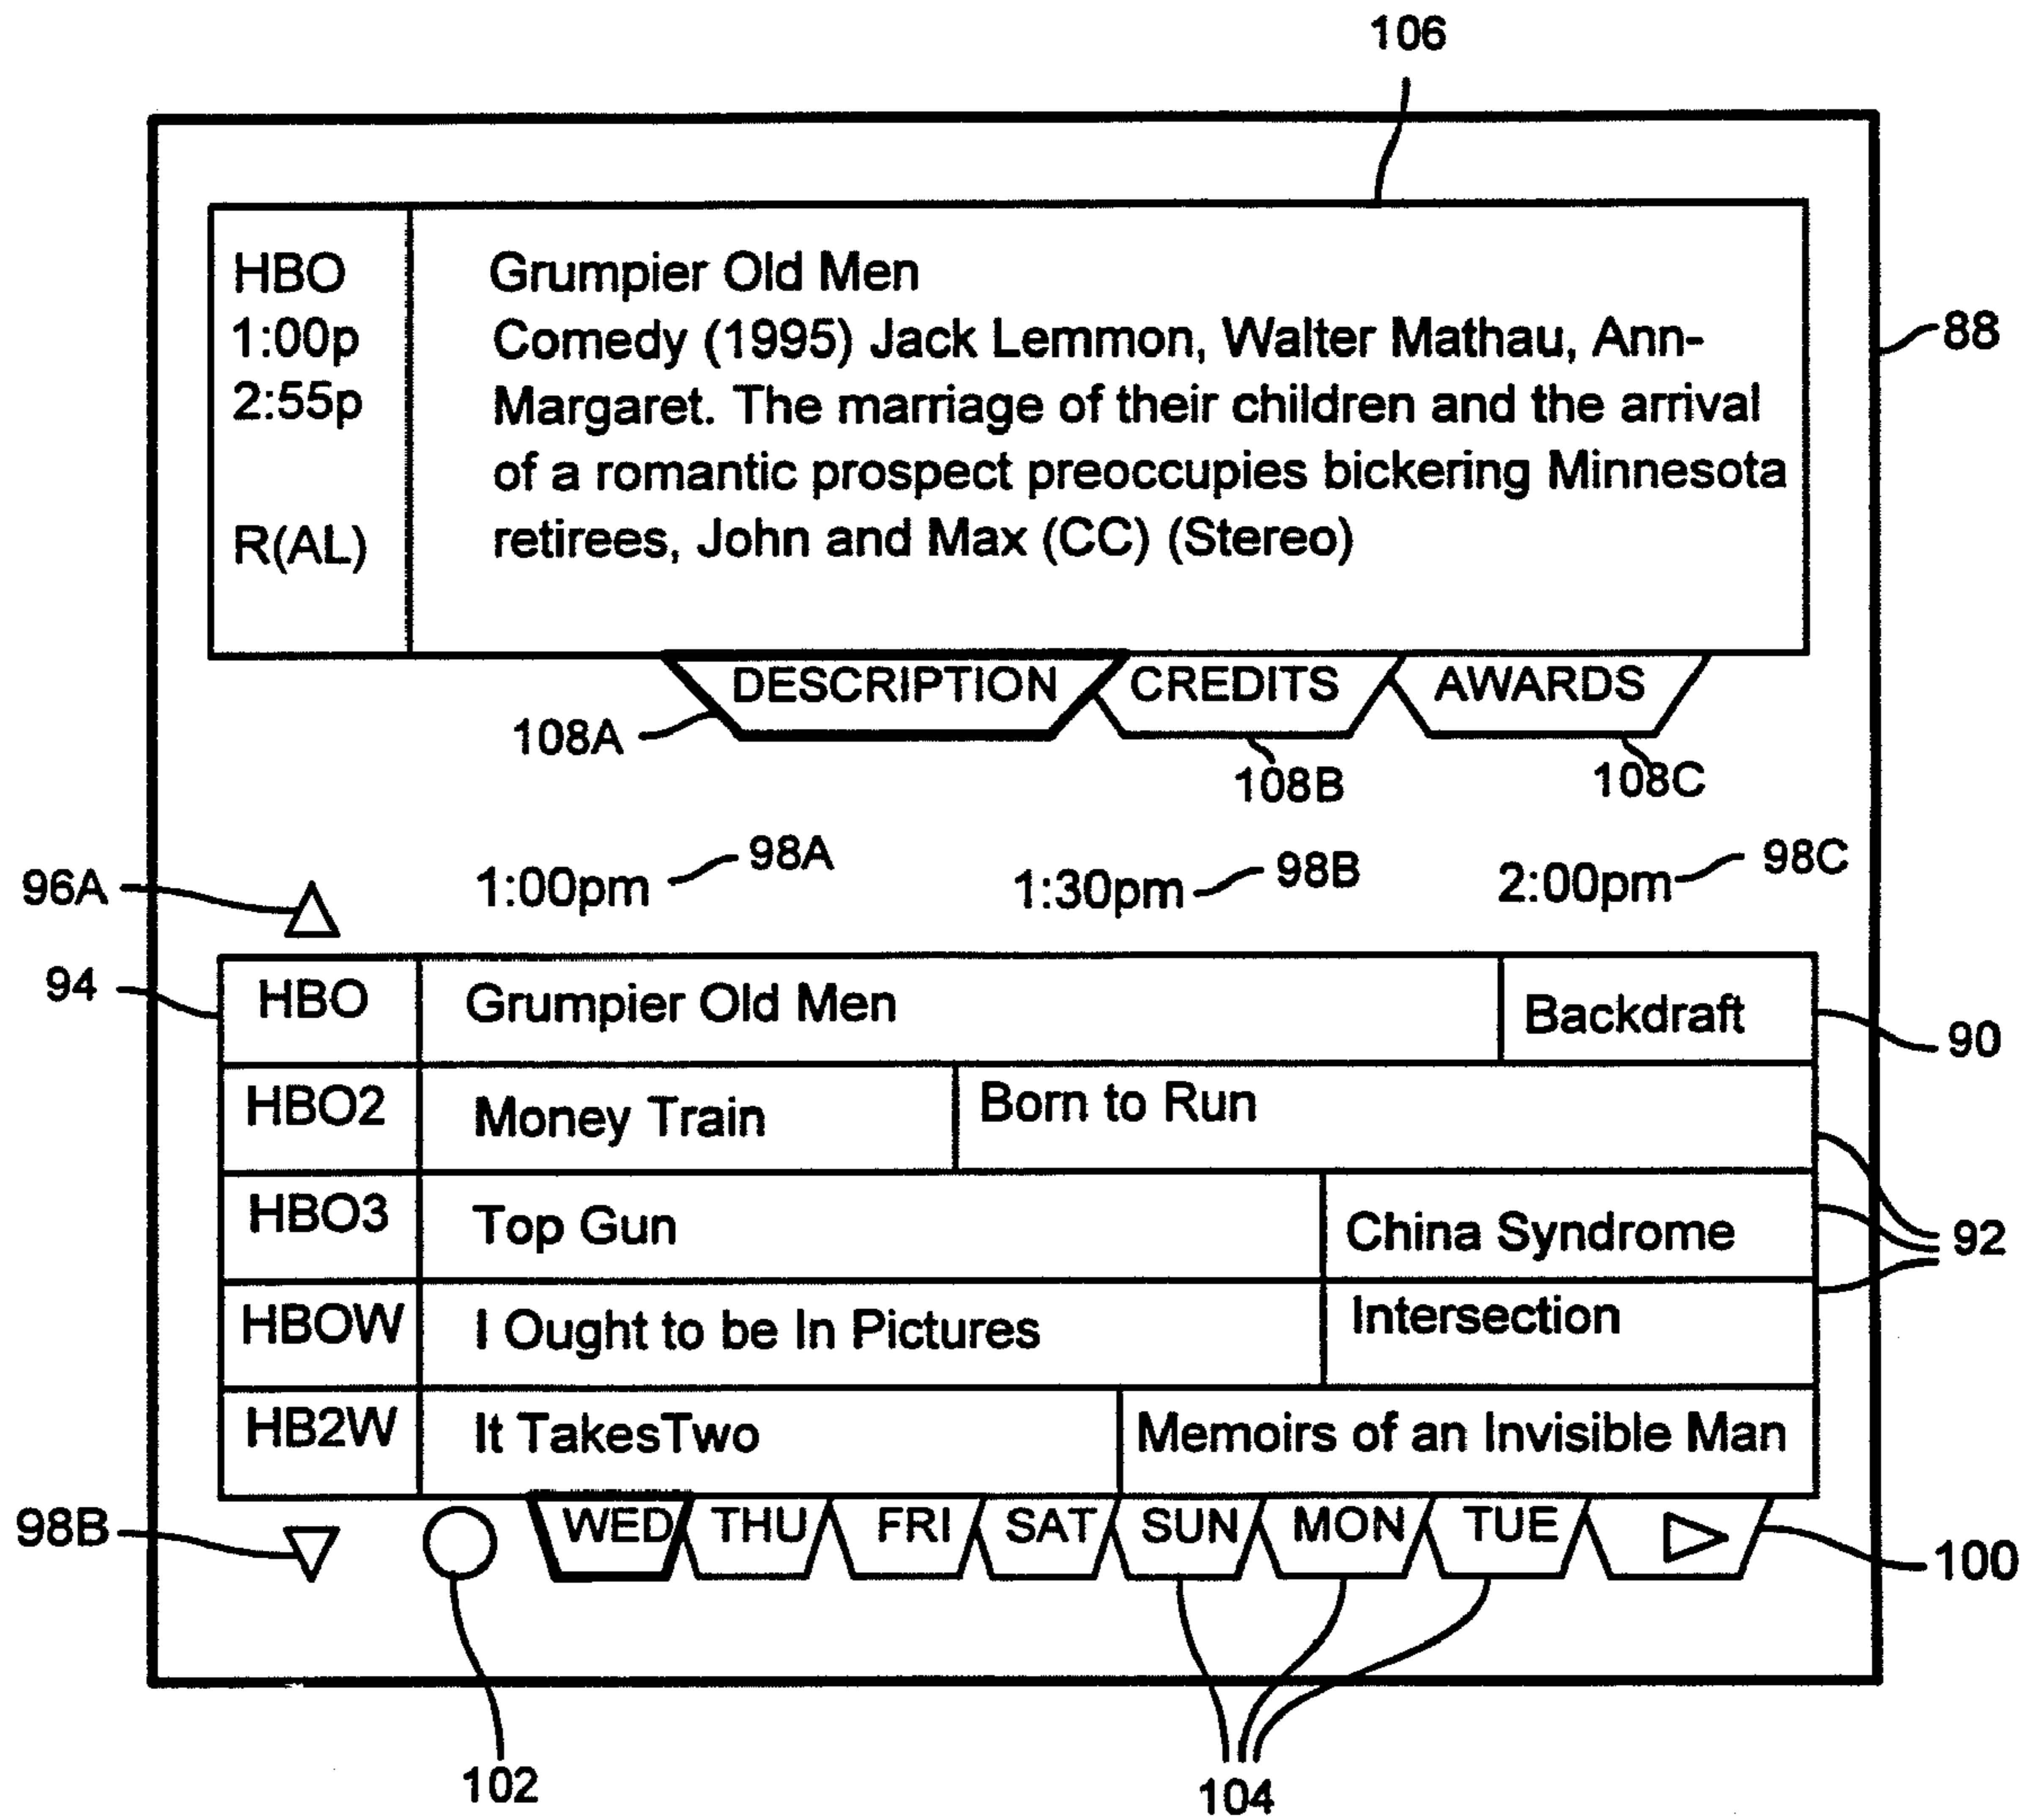 106
88
HBO
1:00p
2:55p
R(AL)
Grumpier Old Men
Comedy (1995) Jack Lemmon, Walter Mathau, Ann-
Margaret. The marriage of their children and the arrival
of a romantic prospect preoccupies bickering Minnesota
retirees, John and Max (CC) (Stereo)
DESCRIPTION CREDITS AWARDS
108A 108B 108C
96A 1:00pm 98A 1:30pm 98B 2:00pm 98C
94 HBO Grumpier Old Men Backdraft 90
HBO2 Money Train Born to Run
HBO3 Top Gun China Syndrome 92
HBOW I Ought to be In Pictures Intersection
HB2W It TakesTwo Memoirs of an Invisible Man
98B WED THU FRI SAT SUN MON TUE 100
102 104